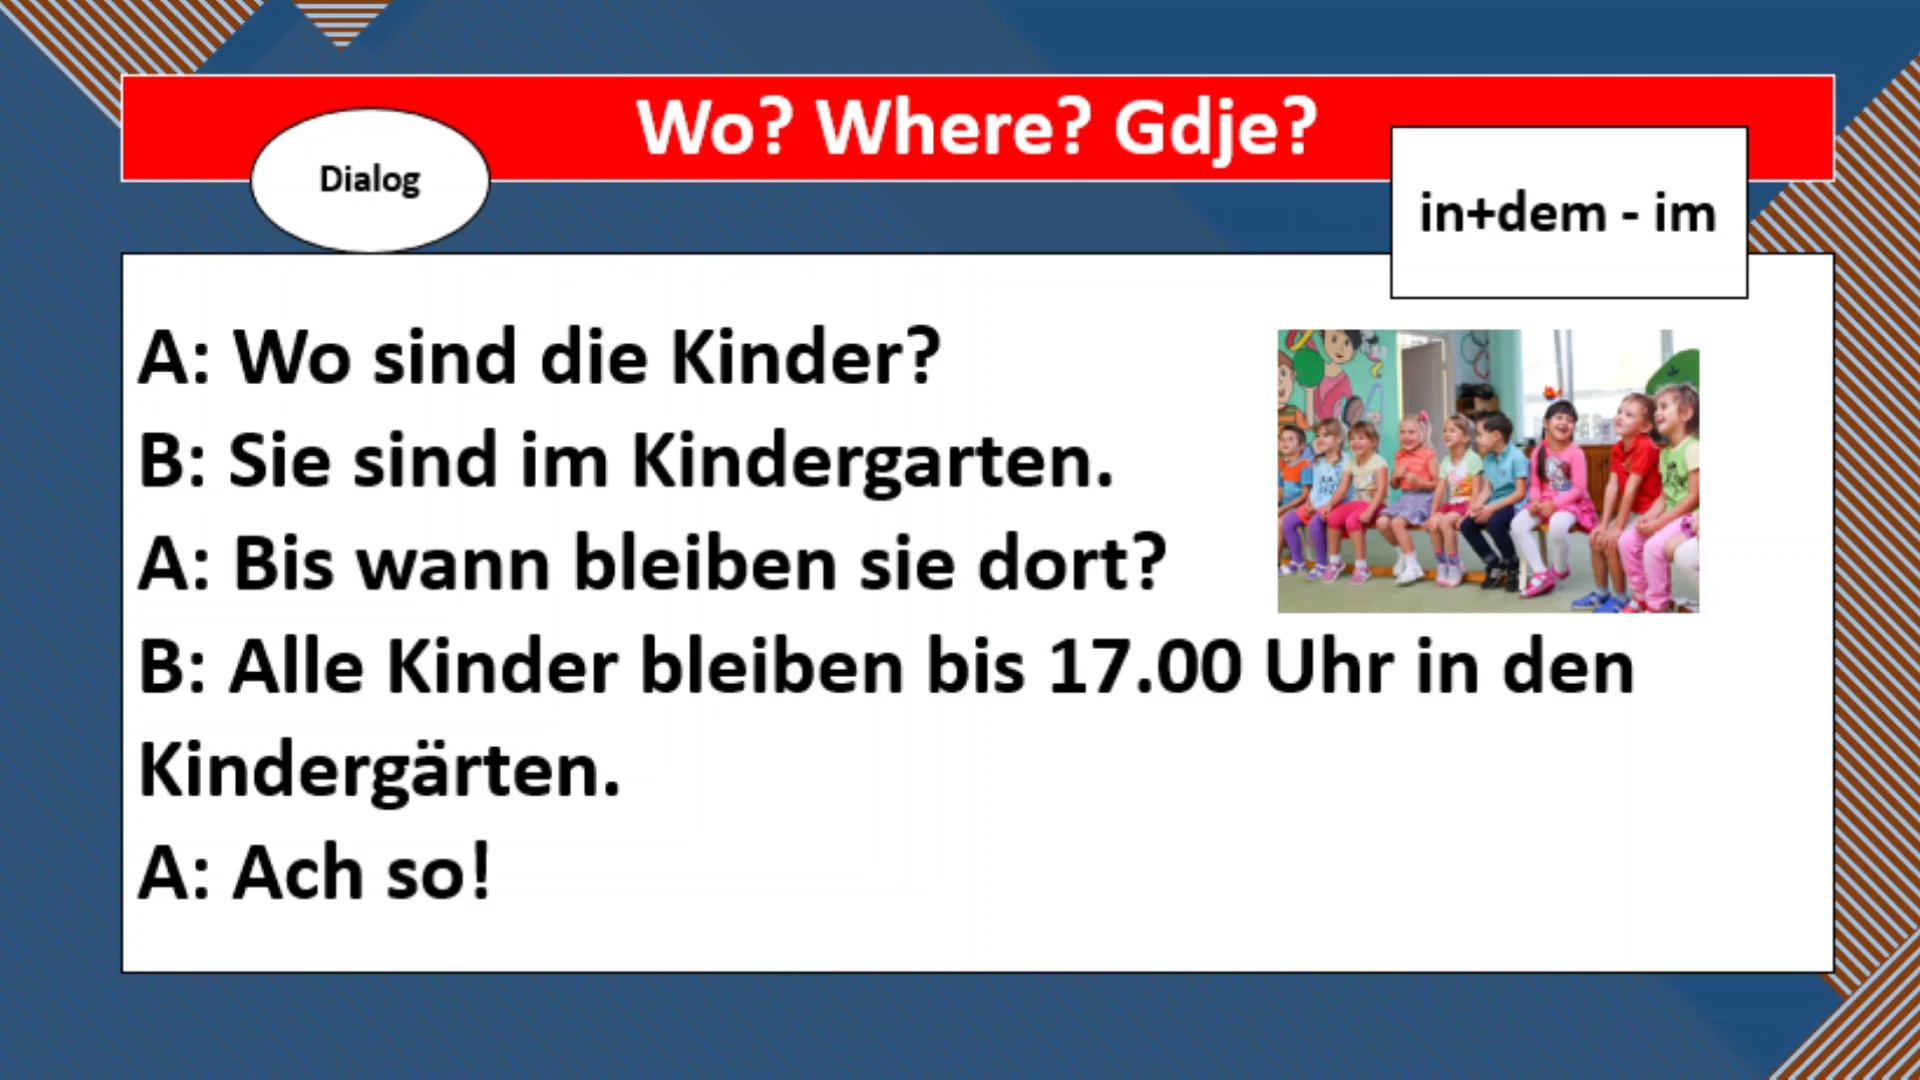 Wo? Where? Gdje?
Dialog
in+dem - im
A: Wo sind die Kinder?
B: Sie sind im Kindergarten.
A: Bis wann bleiben sie dort?
B: Alle Kinder bleiben bis 17.00 Uhr in den
Kindergärten.
A: Ach so!